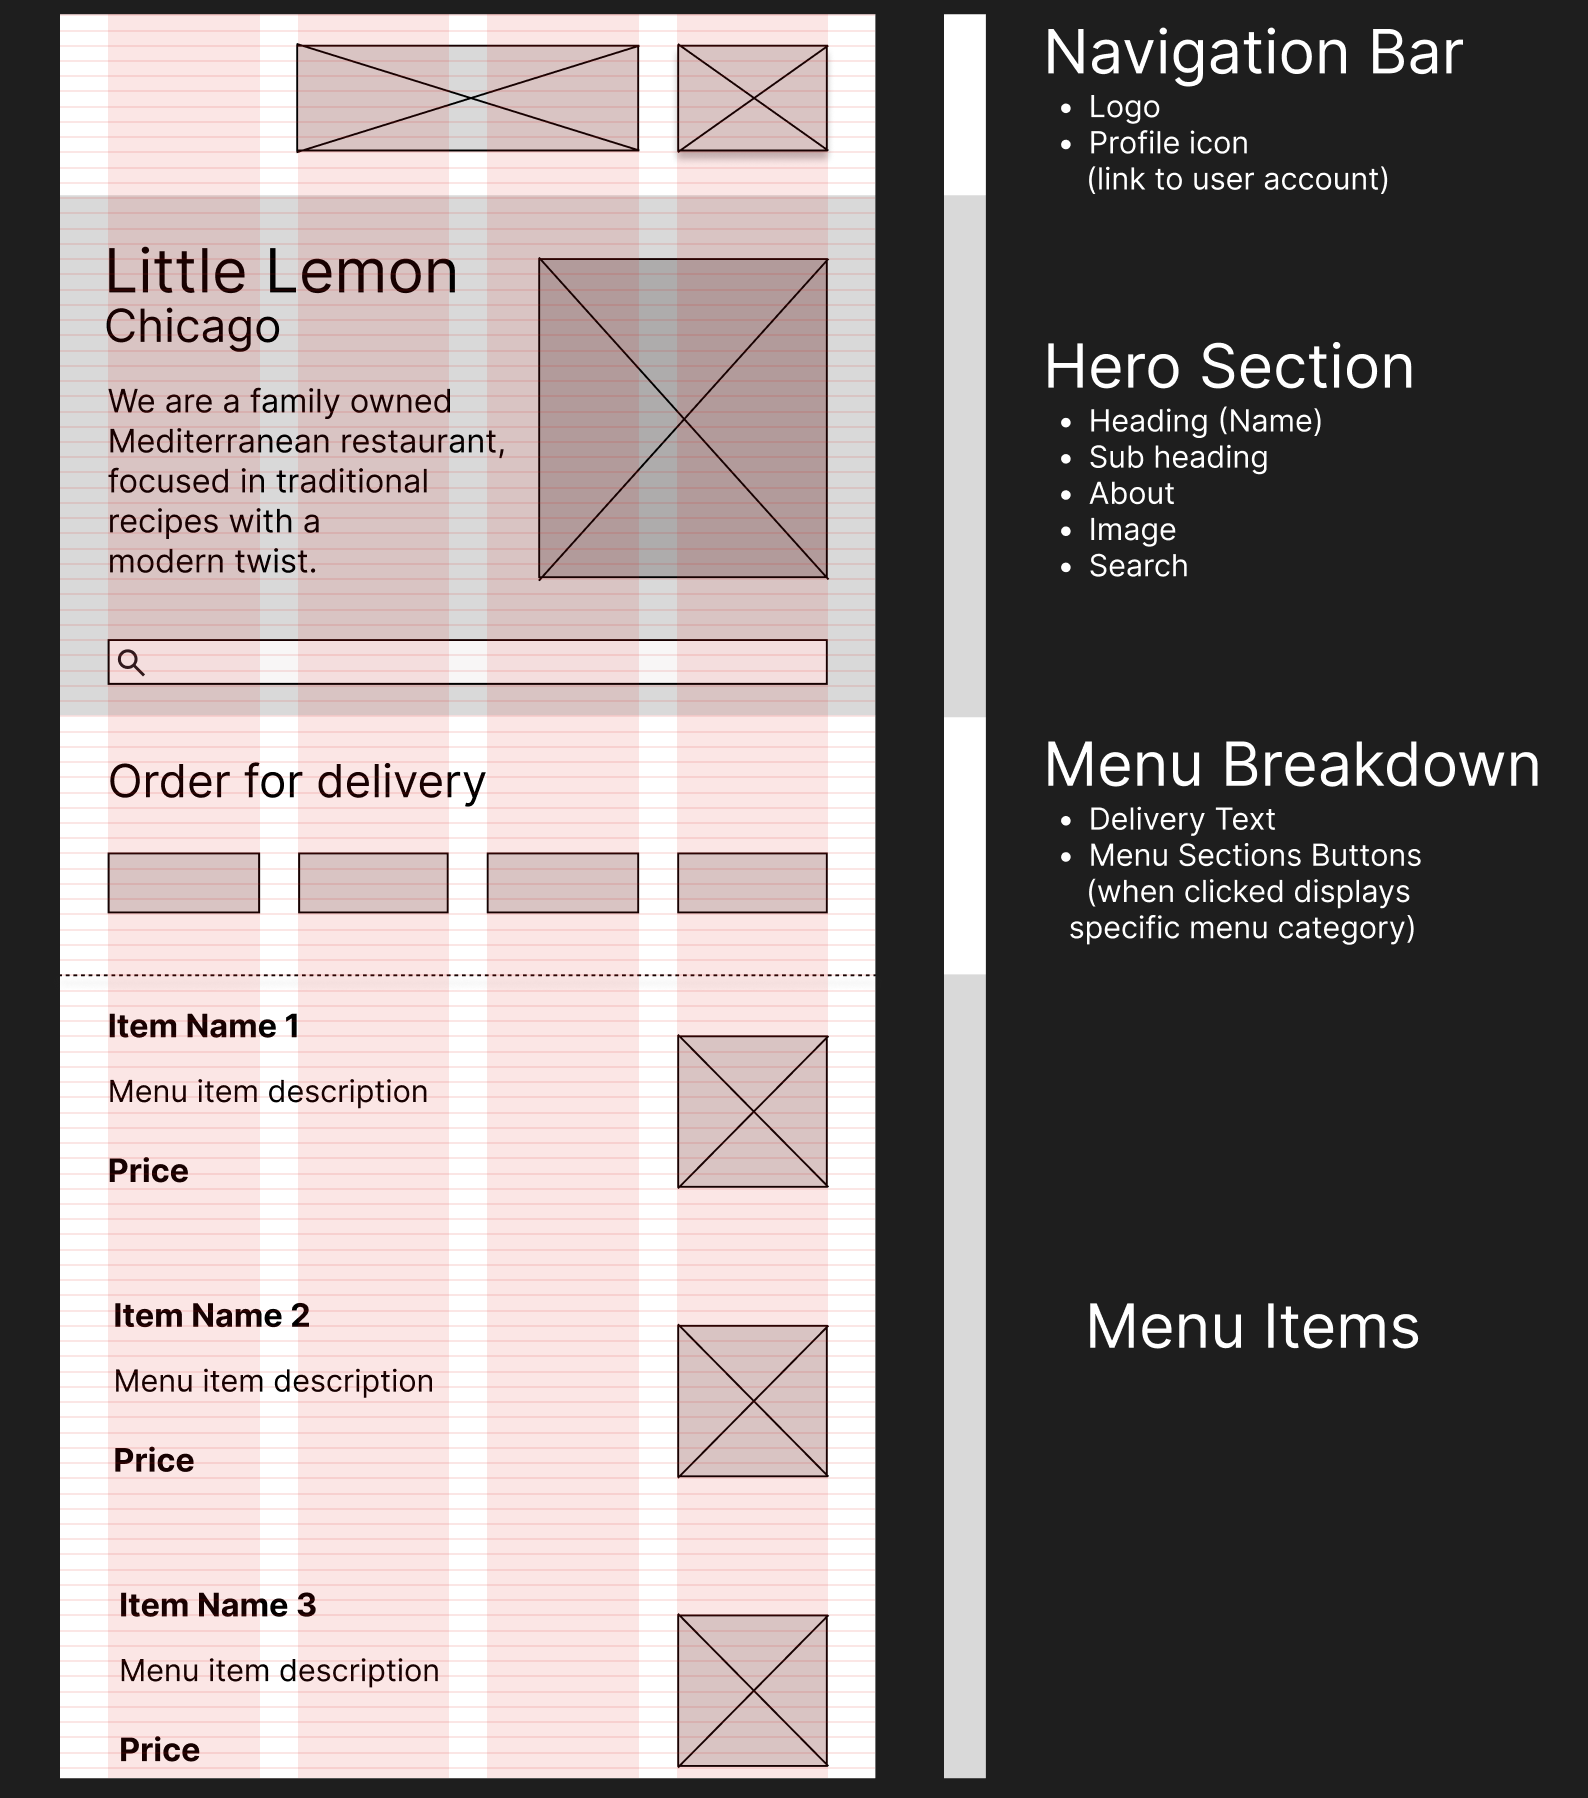 Little Lemon
Chicago
We are a family owned
Mediterranean restaurant,
focused in traditional
recipes with a
modern twist.
Order for delivery
Item Name 1
Menu item description
Price
Item Name 2
Menu item description
Price
Item Name 3
Menu item description
Price
Navigation Bar
• Logo
• Profile icon
(link to user account)
Hero Section
• Heading (Name)
• Sub heading
• About
• Image
• Search
Menu Breakdown
• Delivery Text
• Menu Sections Buttons
(when clicked displays
specific menu category)
Menu Items